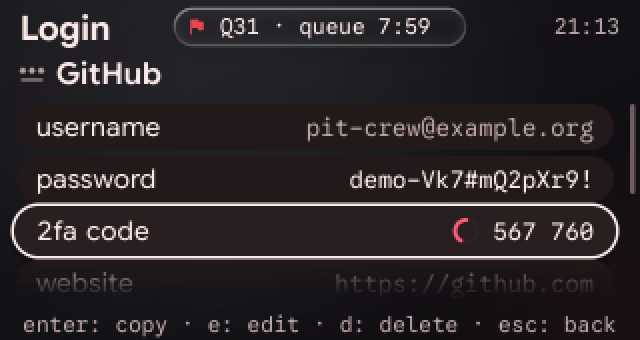 Login Q31 · queue 7:59 21:13
GitHub
username pit-crew@example.org
password demo-Vk7#mQ2pXr9!
2fa code 567 760
website https://github.com
enter: copy · e: edit · d: delete · esc: back